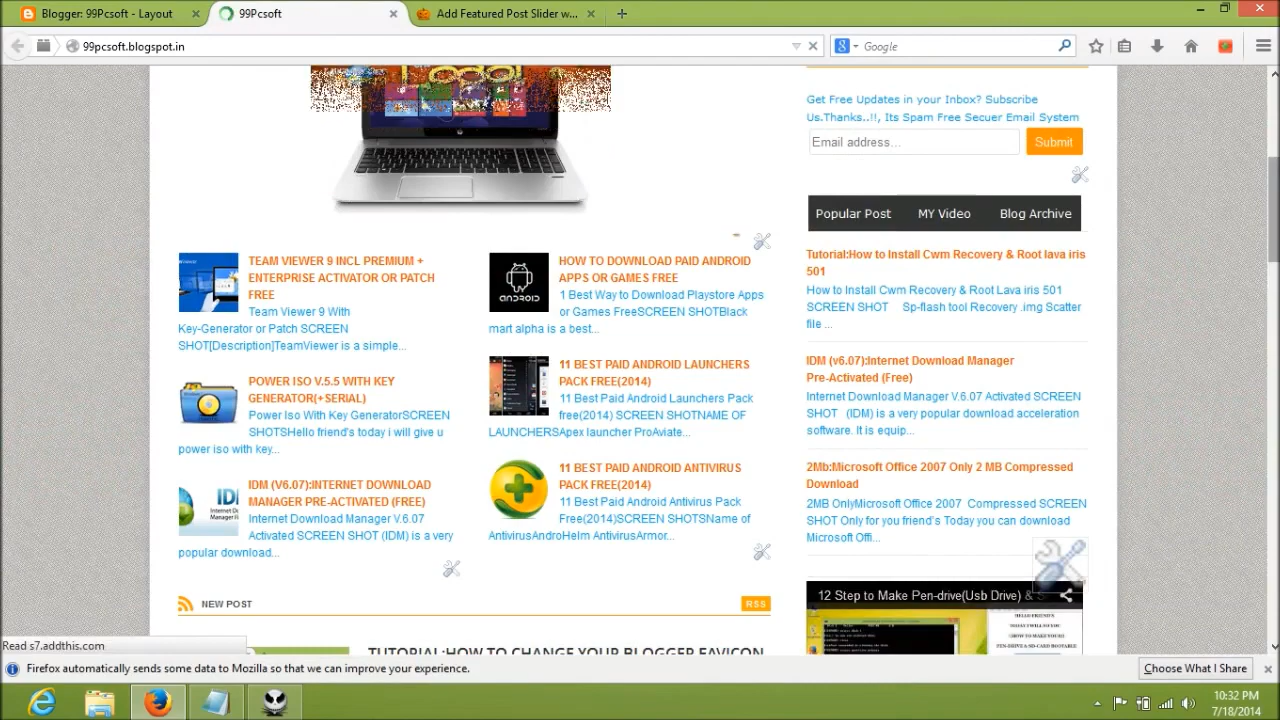 Blogger: 99Pcsoft - Layout
99Pcsoft
Add Featured Post Slider w...
99pcsoft.blogspot.in
Google
Get Free Updates in your Inbox? Subscribe
Us.Thanks..!!, Its Spam Free Secuer Email System
Email address...
Submit
Popular Post
MY Video
Blog Archive
TEAM VIEWER 9 INCL PREMIUM +
ENTERPRISE ACTIVATOR OR PATCH
FREE
Team Viewer 9 With
Key-Generator or Patch SCREEN
SHOT[Description]TeamViewer is a simple...
POWER ISO V.5.5 WITH KEY
GENERATOR(+SERIAL)
Power Iso With Key GeneratorSCREEN
SHOTSHello friend's today i will give u
power iso with key...
IDM (V6.07):INTERNET DOWNLOAD
MANAGER PRE-ACTIVATED (FREE)
Internet Download Manager V.6.07
Activated SCREEN SHOT (IDM) is a very
popular download...
HOW TO DOWNLOAD PAID ANDROID
APPS OR GAMES FREE
1 Best Way to Download Playstore Apps
or Games FreeSCREEN SHOTBlack
mart alpha is a best...
ANDROID
11 BEST PAID ANDROID LAUNCHERS
PACK FREE(2014)
11 Best Paid Android Launchers Pack
free(2014) SCREEN SHOTNAME OF
LAUNCHERSApex launcher ProAviate...
11 BEST PAID ANDROID ANTIVIRUS
PACK FREE(2014)
11 Best Paid Android Antivirus Pack
Free(2014)SCREEN SHOTSName of
AntivirusAndroHelm AntivirusArmor...
Tutorial:How to Install Cwm Recovery & Root lava iris
501
How to Install Cwm Recovery & Root Lava iris 501
SCREEN SHOT Sp-flash tool Recovery .img Scatter
file ...
IDM (v6.07):Internet Download Manager
Pre-Activated (Free)
Internet Download Manager V.6.07 Activated SCREEN
SHOT (IDM) is a very popular download acceleration
software. It is equip...
2Mb:Microsoft Office 2007 Only 2 MB Compressed
Download
2MB OnlyMicrosoft Office 2007 Compressed SCREEN
SHOT Only for you friend's Today you can download
Microsoft Offi...
12 Step to Make Pen-drive(Usb Drive) &
NEW POST
RSS
HOW TO CHANGE YOUR BLOGGER FAVICON
Read s7.addthis.com
Firefox automatically sends some data to Mozilla so that we can improve your experience.
Choose What I Share
10:32 PM
7/18/2014